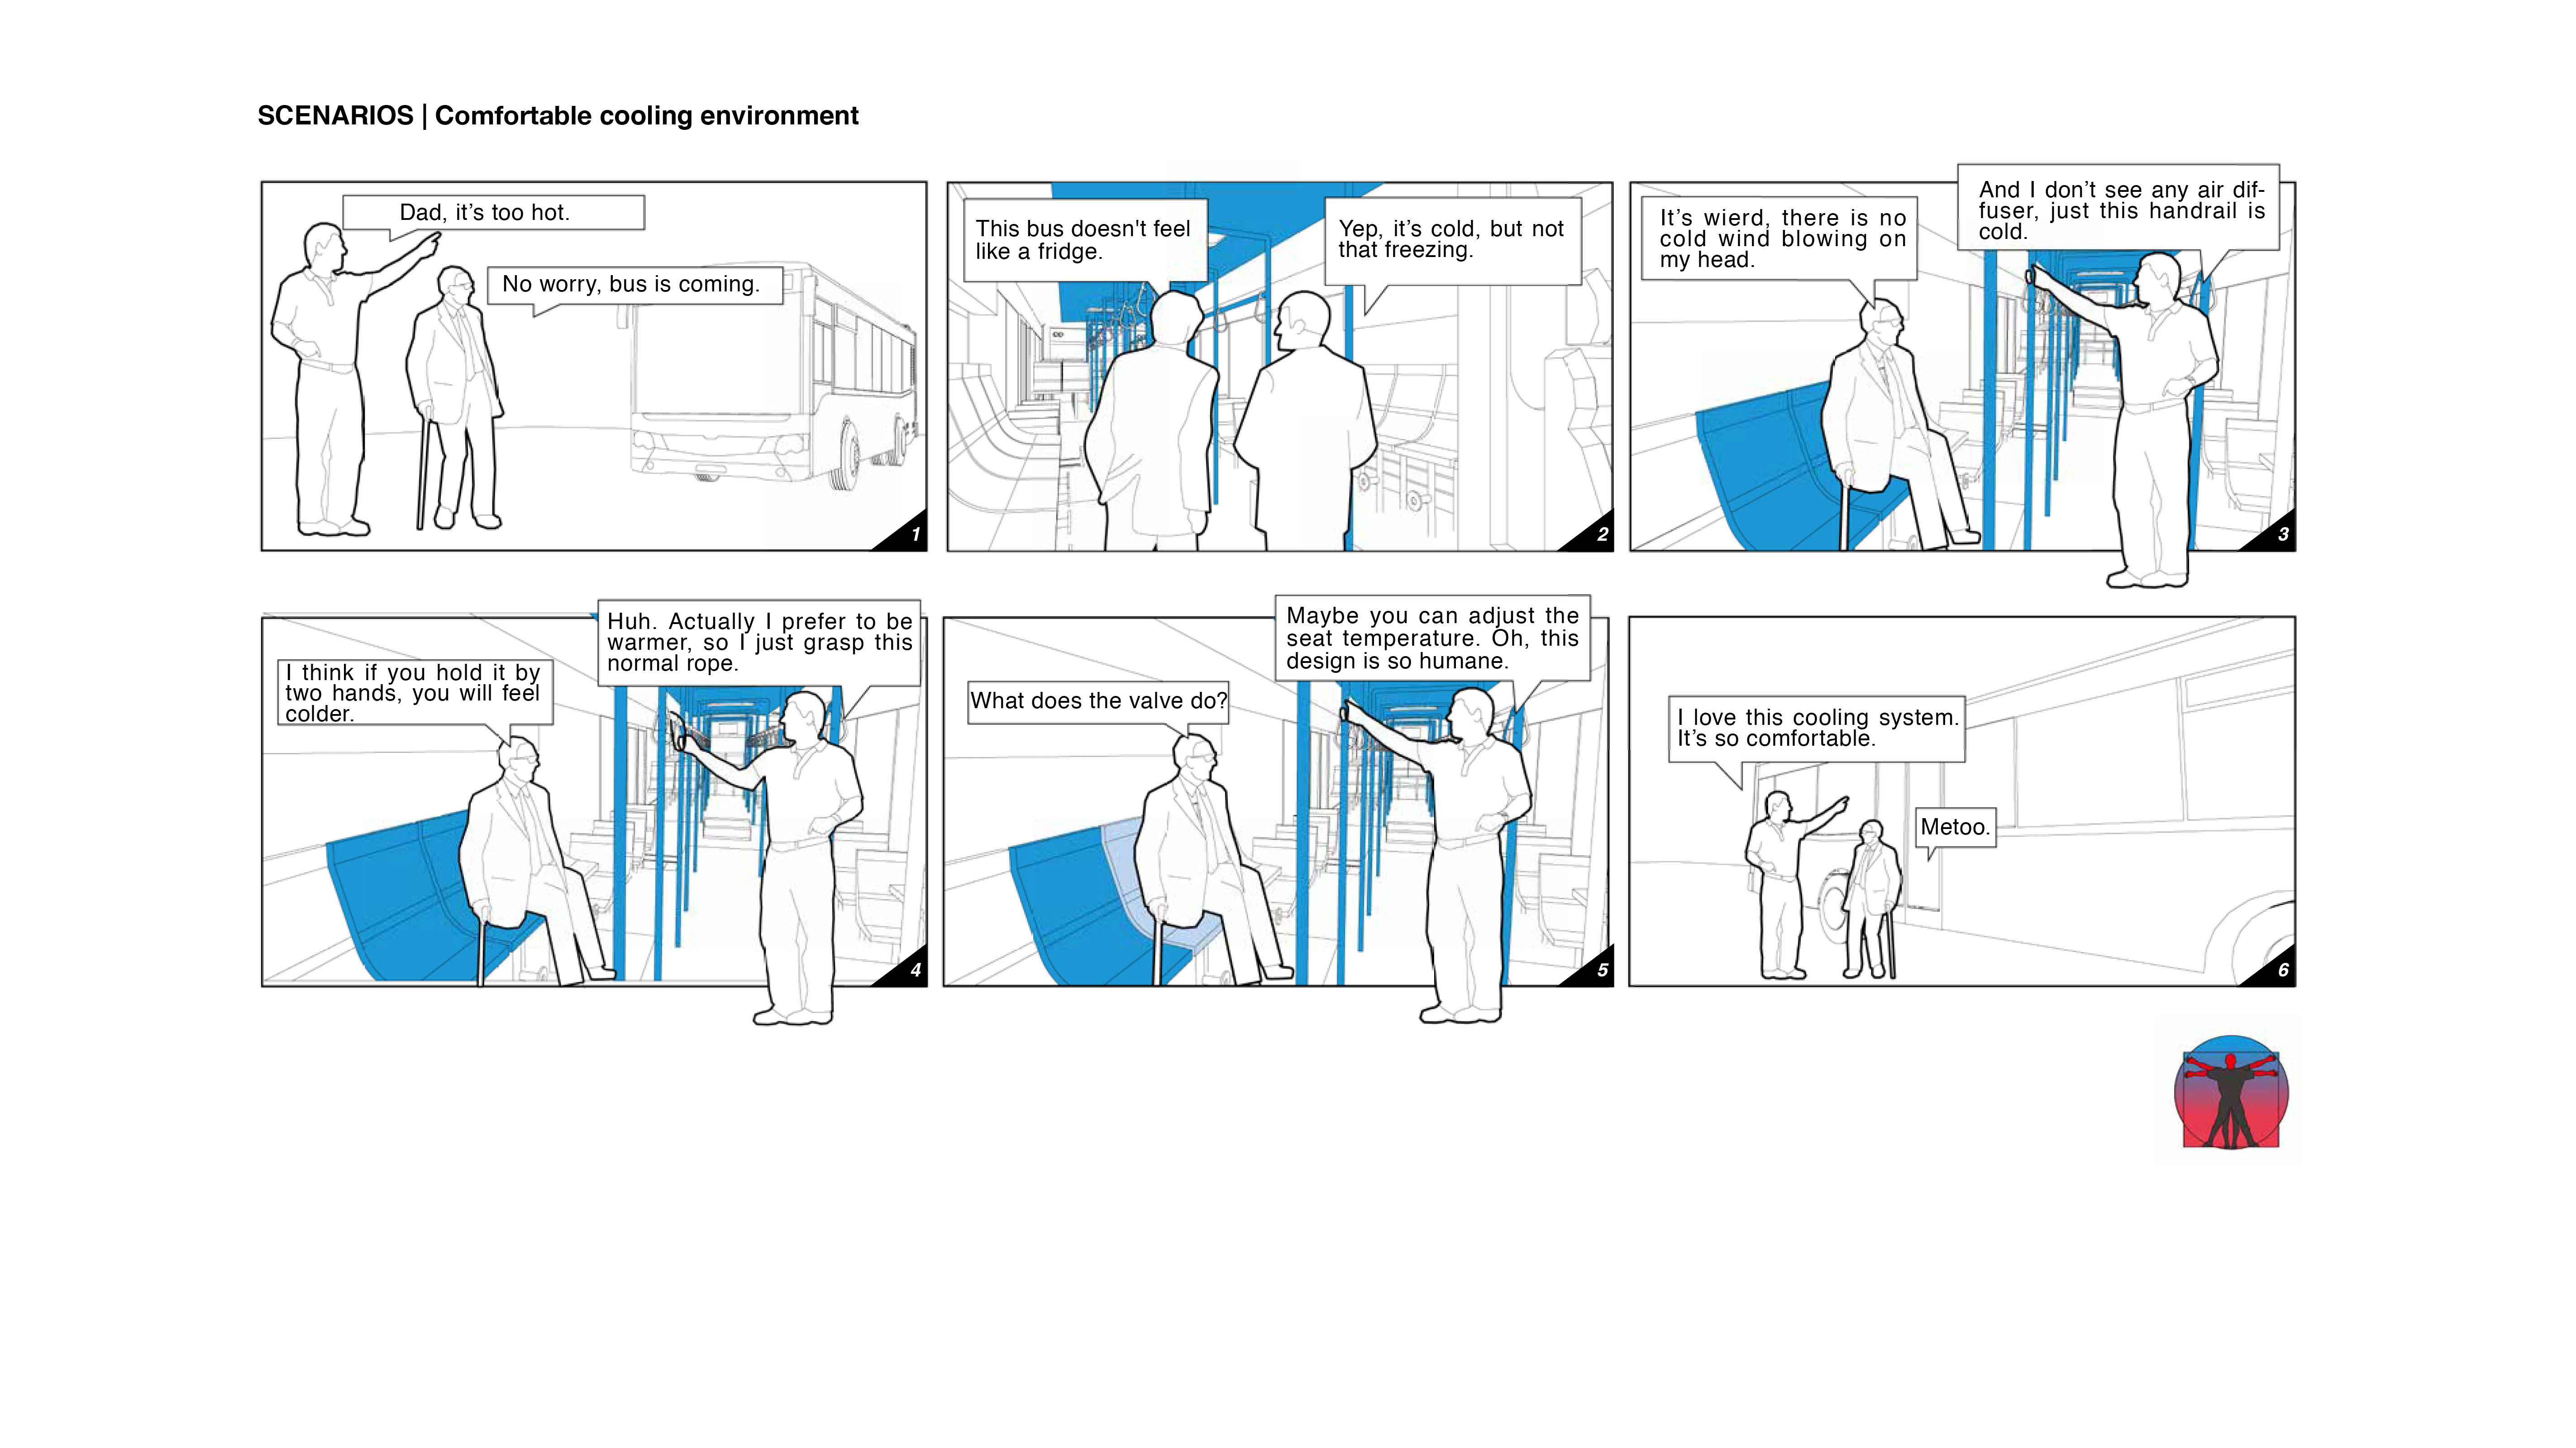 SCENARIOS | Comfortable cooling environment
Dad, it's too hot.
No worry, bus is coming.
1
This bus doesn't feel
like a fridge.
Yep, it's cold, but not
that freezing.
2
It's wierd, there is no
cold wind blowing on
my head.
And I don't see any air dif-
fuser, just this handrail is
cold.
3
I think if you hold it by
two hands, you will feel
colder.
Huh. Actually I prefer to be
warmer, so I just grasp this
normal rope.
4
What does the valve do?
Maybe you can adjust the
seat temperature. Oh, this
design is so humane.
5
I love this cooling system.
It's so comfortable.
Metoo.
6